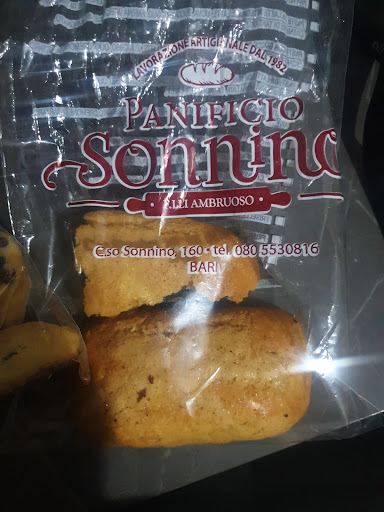 LAVORAZIONE ARTIGIANALE DAL 1982
PANIFICIO
Sonnino
F.LLI AMBRUOSO
C.so Sonnino, 160 - tel. 080 5530816
BARI